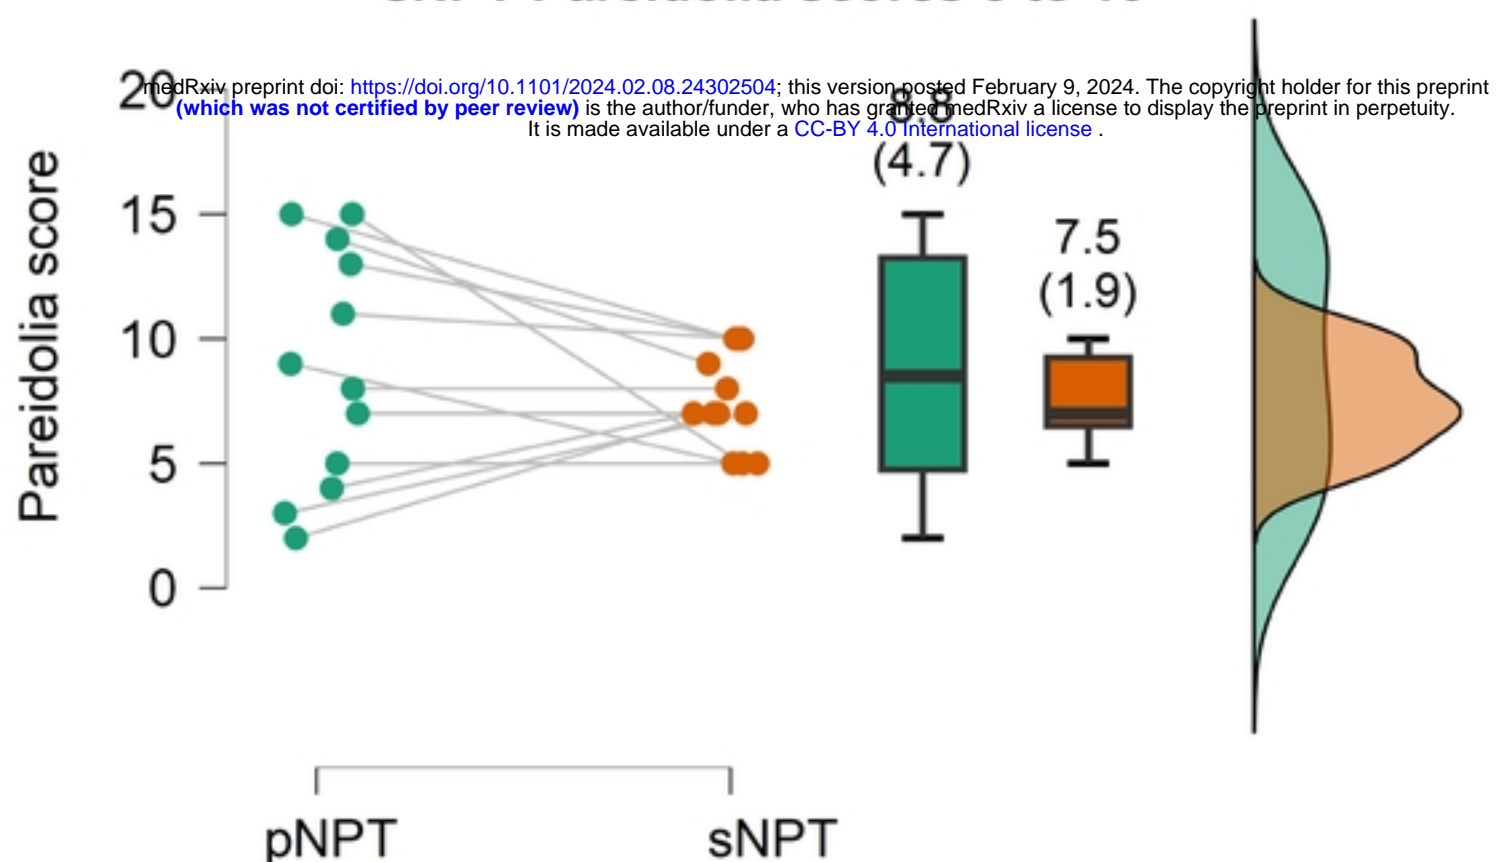 20
medRxiv preprint doi: https://doi.org/10.1101/2024.02.08.24302504; this version posted February 9, 2024. The copyright holder for this preprint
(which was not certified by peer review) is the author/funder, who has granted medRxiv a license to display the preprint in perpetuity.
It is made available under a CC-BY 4.0 International license .
8.8
(4.7)
7.5
(1.9)
Pareidolia score
15
10
5
0
pNPT
sNPT